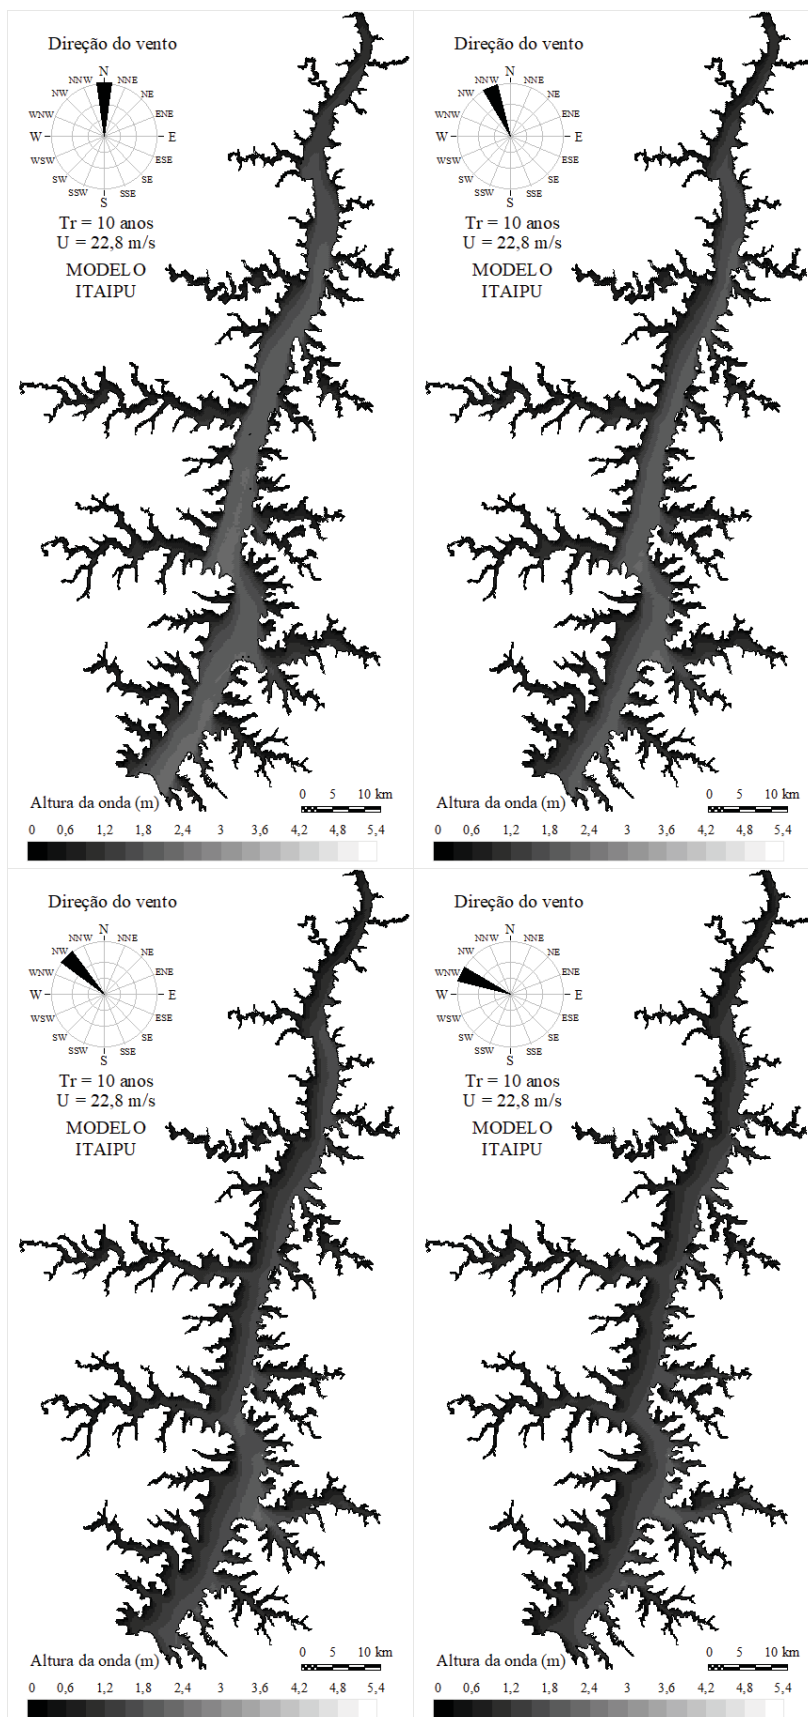 Direção do vento
N
NNW NNE
NW NE
WNW ENE
W E
WSW ESE
SW SE
SSW SSE
S
Tr = 10 anos
U = 22,8 m/s
MODELO
ITAIPU
Altura da onda (m)
0 5 10 km
0 0,6 1,2 1,8 2,4 3 3,6 4,2 4,8 5,4
Direção do vento
N
NNW NNE
NW NE
WNW ENE
W E
WSW ESE
SW SE
SSW SSE
S
Tr = 10 anos
U = 22,8 m/s
MODELO
ITAIPU
Altura da onda (m)
0 5 10 km
0 0,6 1,2 1,8 2,4 3 3,6 4,2 4,8 5,4
Direção do vento
N
NNW NNE
NW NE
WNW ENE
W E
WSW ESE
SW SE
SSW SSE
S
Tr = 10 anos
U = 22,8 m/s
MODELO
ITAIPU
Altura da onda (m)
0 5 10 km
0 0,6 1,2 1,8 2,4 3 3,6 4,2 4,8 5,4
Direção do vento
N
NNW NNE
NW NE
WNW ENE
W E
WSW ESE
SW SE
SSW SSE
S
Tr = 10 anos
U = 22,8 m/s
MODELO
ITAIPU
Altura da onda (m)
0 5 10 km
0 0,6 1,2 1,8 2,4 3 3,6 4,2 4,8 5,4